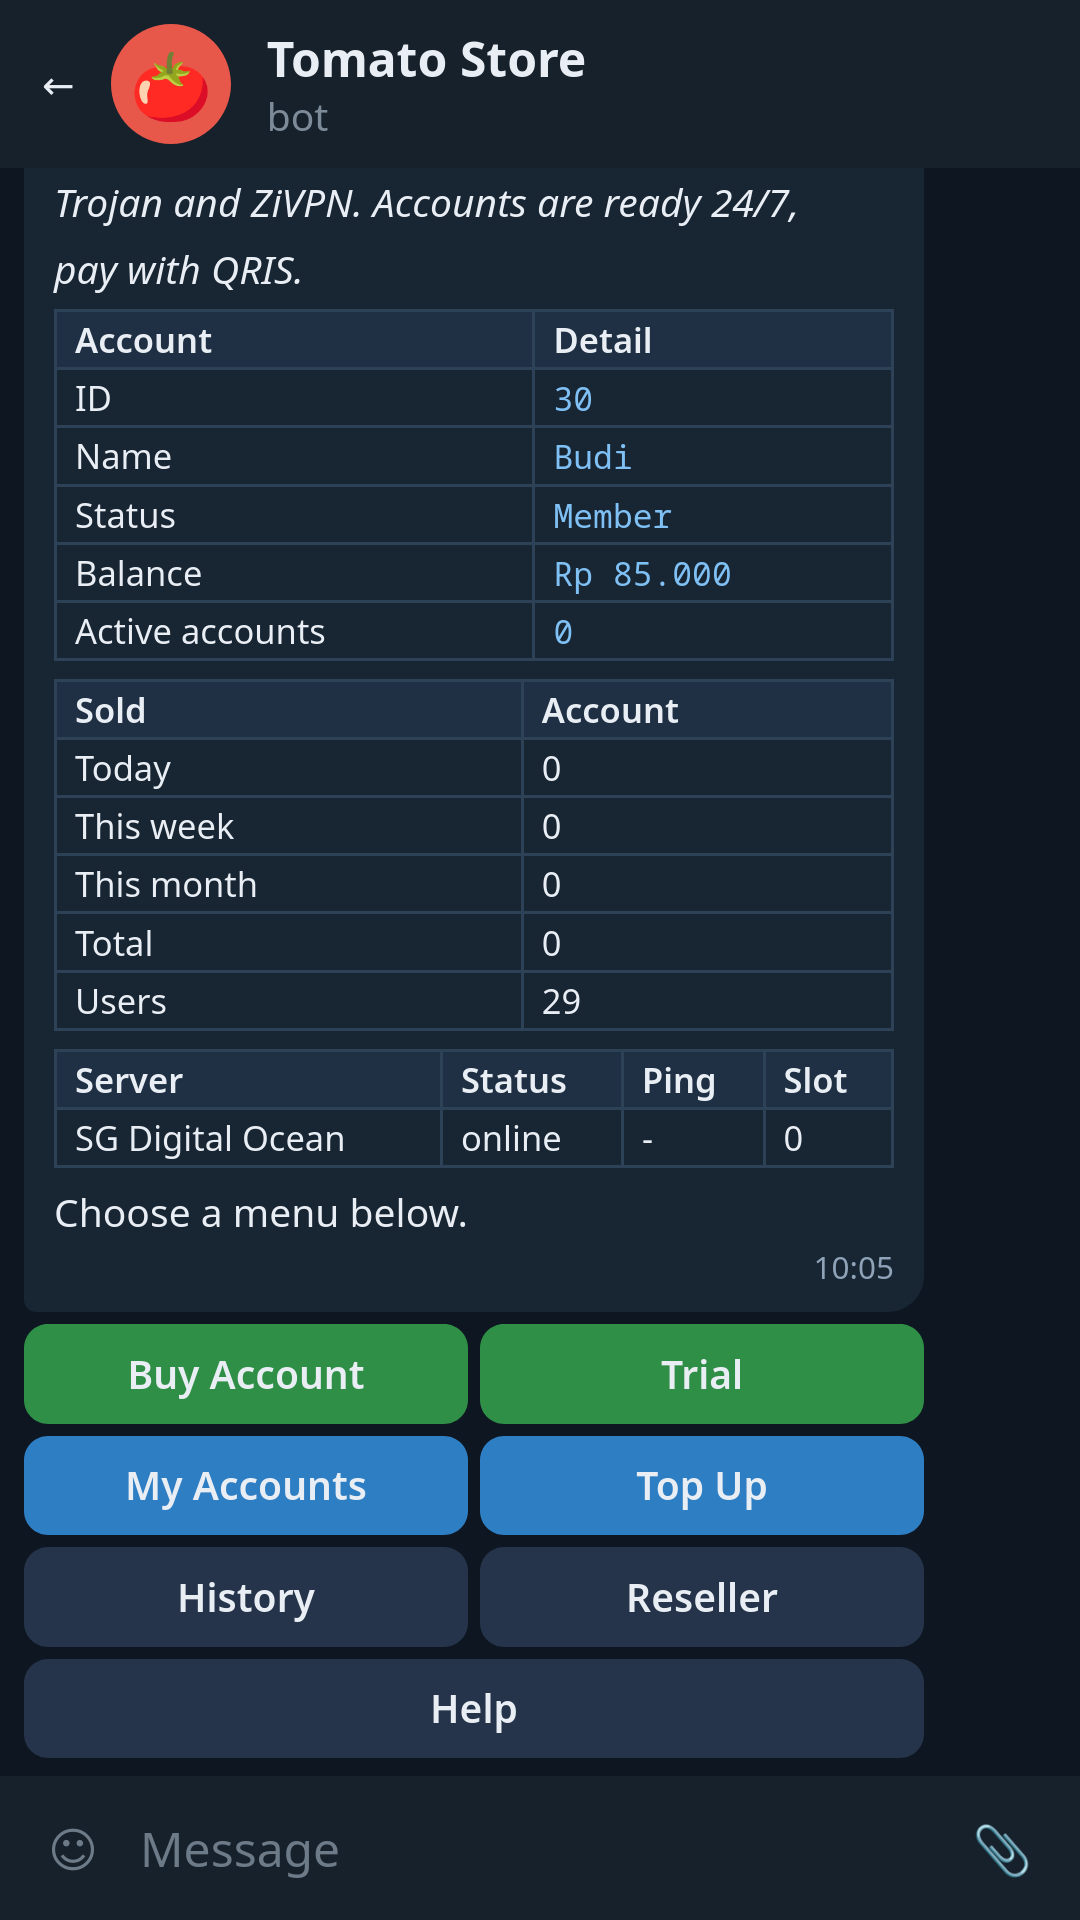 Tomato Store
bot
Trojan and ZiVPN. Accounts are ready 24/7,
pay with QRIS.
Account Detail
ID 30
Name Budi
Status Member
Balance Rp 85.000
Active accounts 0
Sold Account
Today 0
This week 0
This month 0
Total 0
Users 29
Server Status Ping Slot
SG Digital Ocean online - 0
Choose a menu below.
10:05
Buy Account Trial
My Accounts Top Up
History Reseller
Help
Message